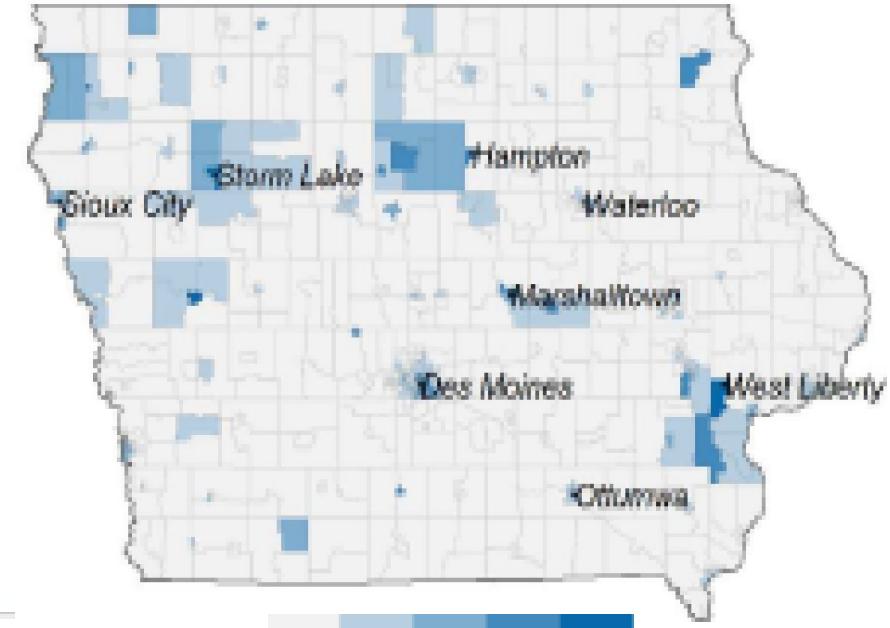 Hampton
Storm Lake
Sioux City
Waterloo
Marshalltown
Des Moines
West Liberty
Ottumwa